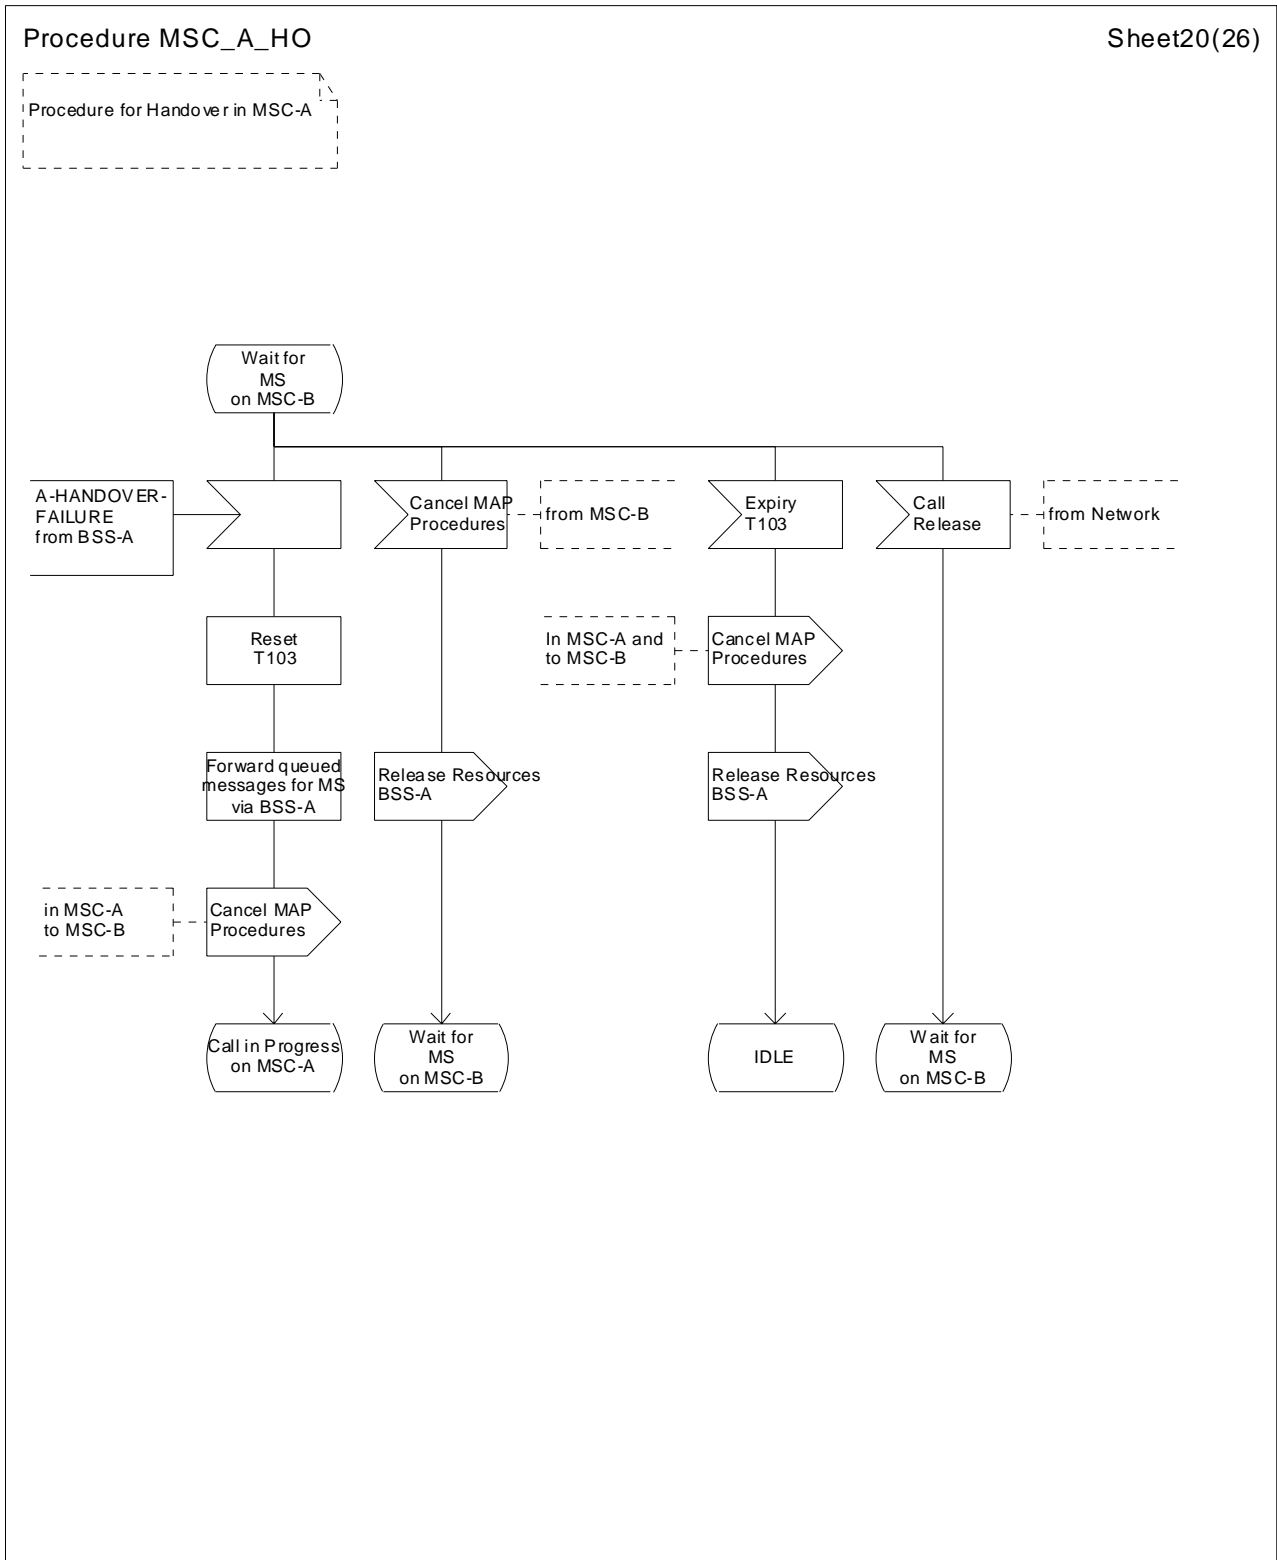 Procedure MSC_A_HO
Sheet20(26)
Procedure for Handover in MSC-A
Wait for
MS
on MSC-B
A-HANDOVER-
FAILURE
from BSS-A
Cancel MAP
Procedures
from MSC-B
Expiry
T103
Call
Release
from Network
Reset
T103
In MSC-A and
to MSC-B
Cancel MAP
Procedures
Forward queued
messages for MS
via BSS-A
Release Resources
BSS-A
Release Resources
BSS-A
in MSC-A
to MSC-B
Cancel MAP
Procedures
Call in Progress
on MSC-A
Wait for
MS
on MSC-B
IDLE
Wait for
MS
on MSC-B